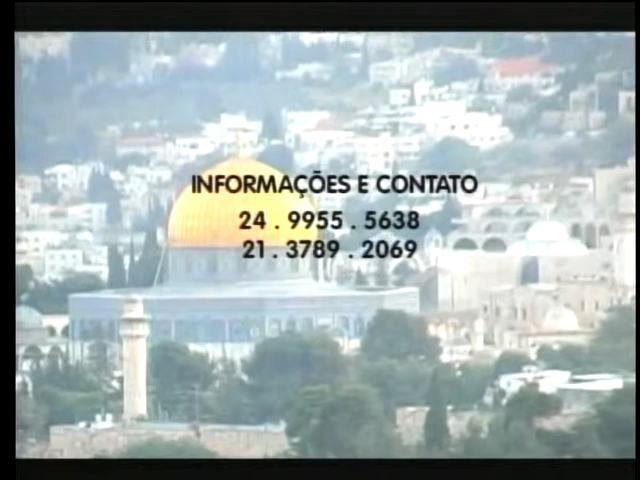 INFORMAÇÕES E CONTATO
24 . 9955 . 5638
21 . 3789 . 2069